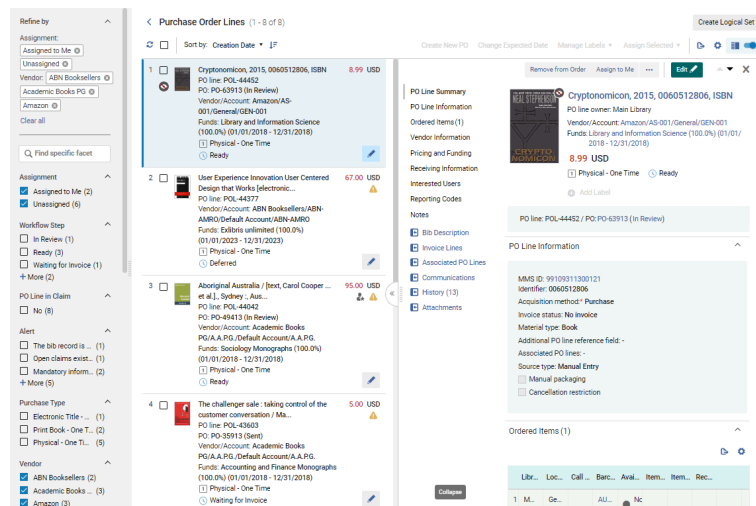 Refine by
Assignment:
Assigned to Me
Unassigned
Vendor: ABN Booksellers
Academic Books PG
Amazon
Clear all
Find specific facet
Assignment
Assigned to Me (2)
Unassigned (6)
Workflow Step
In Review (1)
Ready (3)
Waiting for Invoice (1)
+ More (2)
PO Line in Claim
No (8)
Alert
The bib record is ... (1)
Open claims exist... (1)
Mandatory inform... (2)
+ More (5)
Purchase Type
Electronic Title - ... (1)
Print Book - One T... (2)
Physical - One Ti... (5)
Vendor
ABN Booksellers (2)
Academic Books ... (3)
Amazon (3)
Purchase Order Lines (1 - 8 of 8)
Create Logical Set
Sort by: Creation Date
Create New PO Change Expected Date Manage Labels Assign Selected
1 Cryptonomicon, 2015, 0060512806, ISBN 8.99 USD
PO line: POL-44452
PO: PO-63913 (In Review)
Vendor/Account: Amazon/AS-
001/General/GEN-001
Funds: Library and Information Science
(100.0%) (01/01/2018 - 12/31/2018)
1 Physical - One Time
Ready
2 User Experience Innovation User Centered 67.00 USD
Design that Works [electronic...
PO line: POL-44377
Vendor/Account: ABN Booksellers/ABN-
AMRO/Default Account/ABN-AMRO
Funds: Exlibris unlimited (100.0%)
(01/01/2023 - 12/31/2023)
1 Physical - One Time
Deferred
3 Aboriginal Australia / [text, Carol Cooper ... 95.00 USD
et al.]., Sydney :, Aus...
PO line: POL-44042
PO: PO-49413 (In Review)
Vendor/Account: Academic Books
PG/A.A.P.G./Default Account/A.A.P.G.
Funds: Sociology Monographs (100.0%)
(01/01/2018 - 12/31/2018)
1 Physical - One Time
Ready
4 The challenger sale : taking control of the 5.00 USD
customer conversation / Ma...
PO line: POL-43603
PO: PO-35913 (Sent)
Vendor/Account: Academic Books
PG/A.A.P.G./Default Account/A.A.P.G.
Funds: Accounting and Finance Monographs
(100.0%) (01/01/2018 - 12/31/2018)
1 Physical - One Time
Waiting for Invoice
PO Line Summary
PO Line Information
Ordered Items (1)
Vendor Information
Pricing and Funding
Receiving Information
Interested Users
Reporting Codes
Notes
Bib Description
Invoice Lines
Associated PO Lines
Communications
History (13)
Attachments
Collapse
Remove from Order Assign to Me ... Edit
NEAL STEPHENSON
CRYPTO
NOMICON
Cryptonomicon, 2015, 0060512806, ISBN
PO line owner: Main Library
Vendor/Account: Amazon/AS-001/General/GEN-001
Funds: Library and Information Science (100.0%) (01/01/
2018 - 12/31/2018)
8.99 USD
1 Physical - One Time Ready
Add Label
PO line: POL-44452 / PO: PO-63913 (In Review)
PO Line Information
MMS ID: 99109311300121
Identifier: 0060512806
Acquisition method:* Purchase
Invoice status: No invoice
Material type: Book
Additional PO line reference field: -
Associated PO lines: -
Source type: Manual Entry
Manual packaging
Cancellation restriction
Ordered Items (1)
Libr... Loc... Call ... Barc... Avai... Item... Item... Rec...
1 M... Ge... AU... Nc